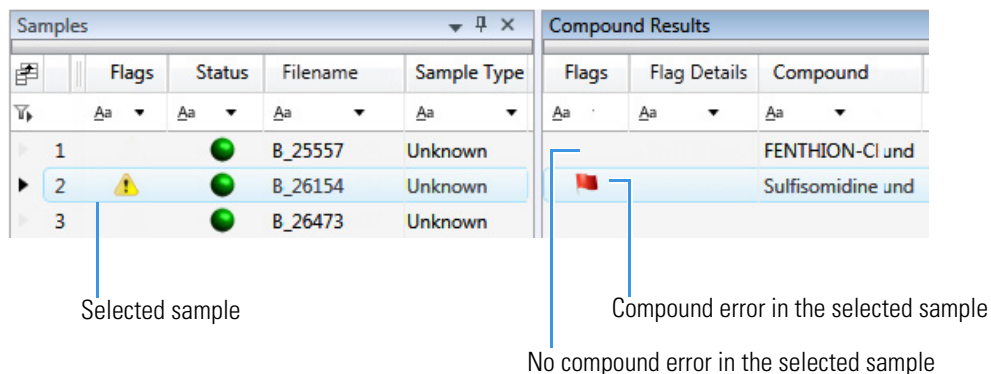 Samples
Compound Results
Flags Status Filename Sample Type
Flags Flag Details Compound
Aa Aa Aa Aa
Aa Aa Aa
1 B_25557 Unknown
FENTHION-Cl und
2 B_26154 Unknown
Sulfisomidine und
3 B_26473 Unknown
Selected sample
Compound error in the selected sample
No compound error in the selected sample